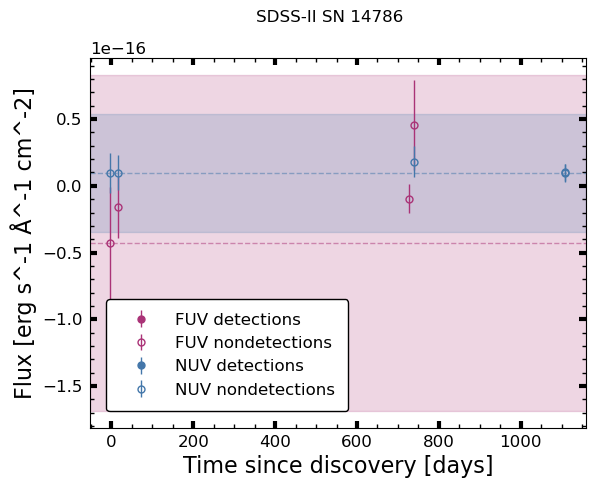 SDSS-II SN 14786
1e−16
0.5
0.0
−0.5
−1.0
−1.5
Flux [erg s^-1 Å^-1 cm^-2]
FUV detections
FUV nondetections
NUV detections
NUV nondetections
0 200 400 600 800 1000
Time since discovery [days]